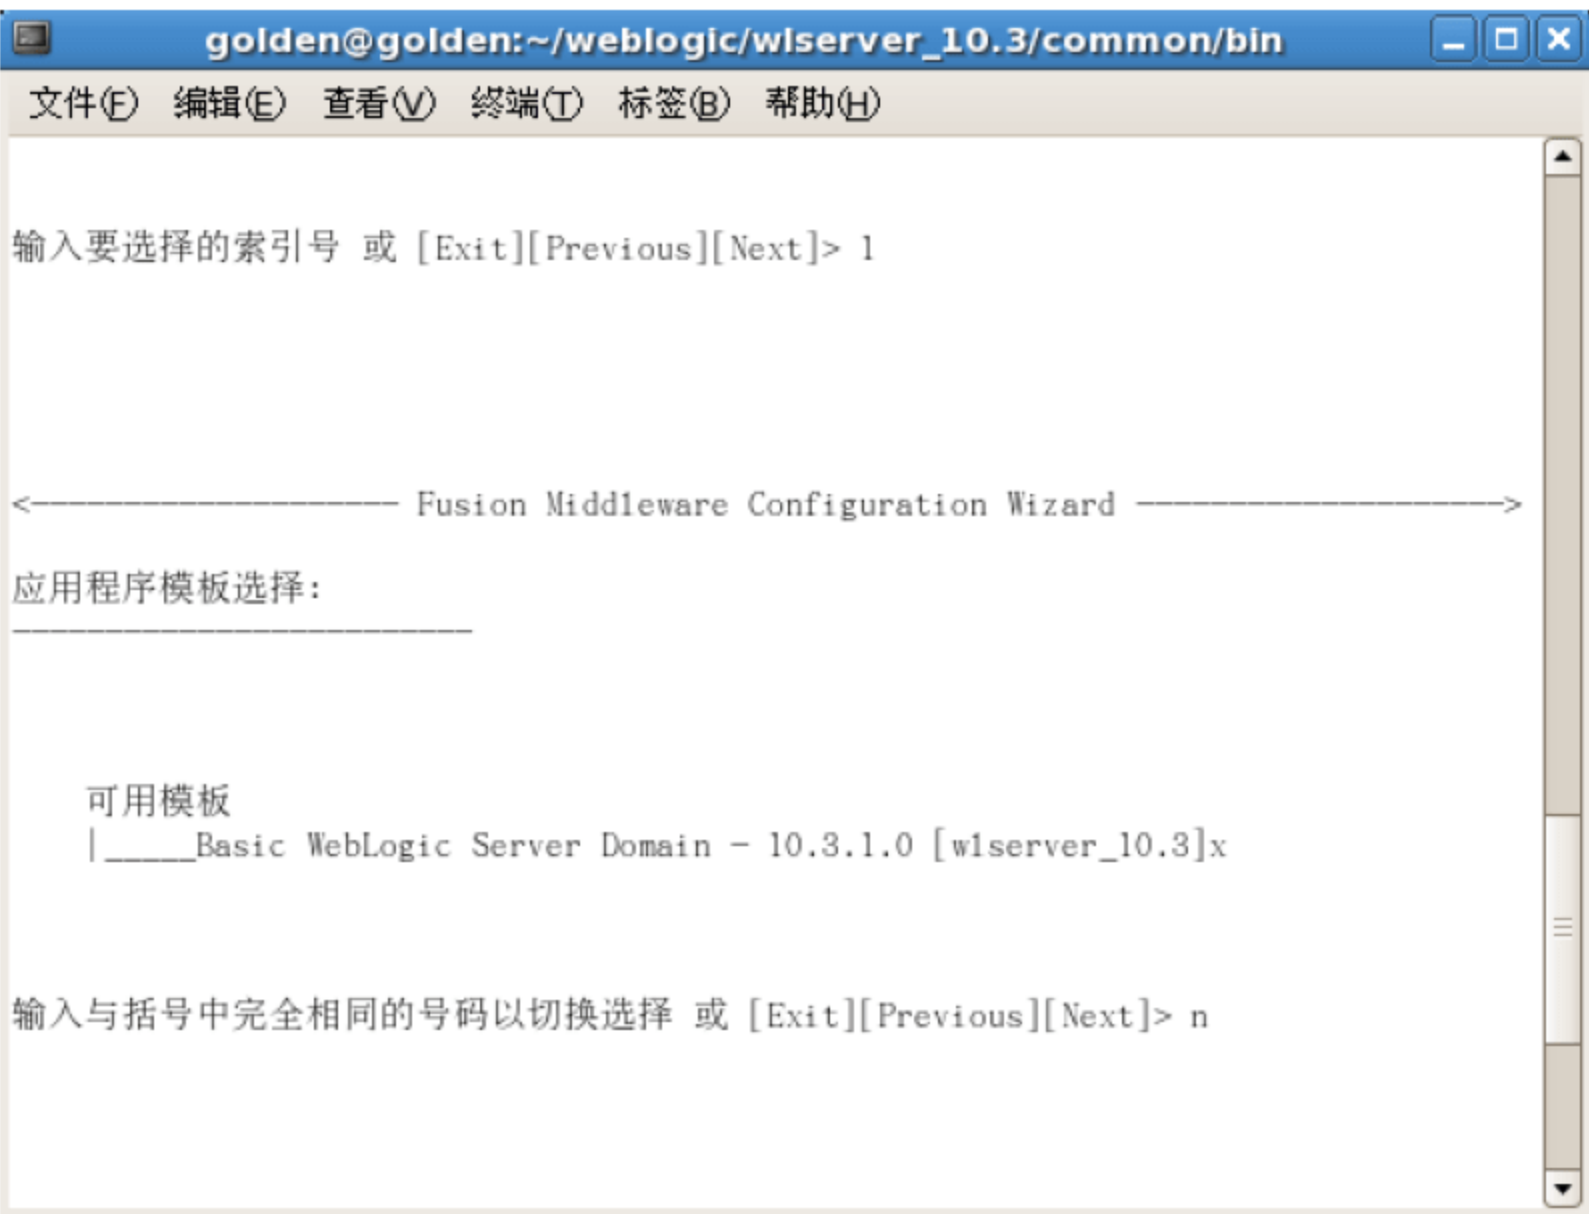 golden@golden:~/weblogic/wlserver_10.3/common/bin
文件(F) 编辑(E) 查看(V) 终端(T) 标签(B) 帮助(H)
输入要选择的索引号 或 [Exit][Previous][Next]> 1
<-------------------- Fusion Middleware Configuration Wizard -------------------->
应用程序模板选择:
-------------------------
可用模板
|_____Basic WebLogic Server Domain - 10.3.1.0 [wlserver_10.3]x
输入与括号中完全相同的号码以切换选择 或 [Exit][Previous][Next]> n